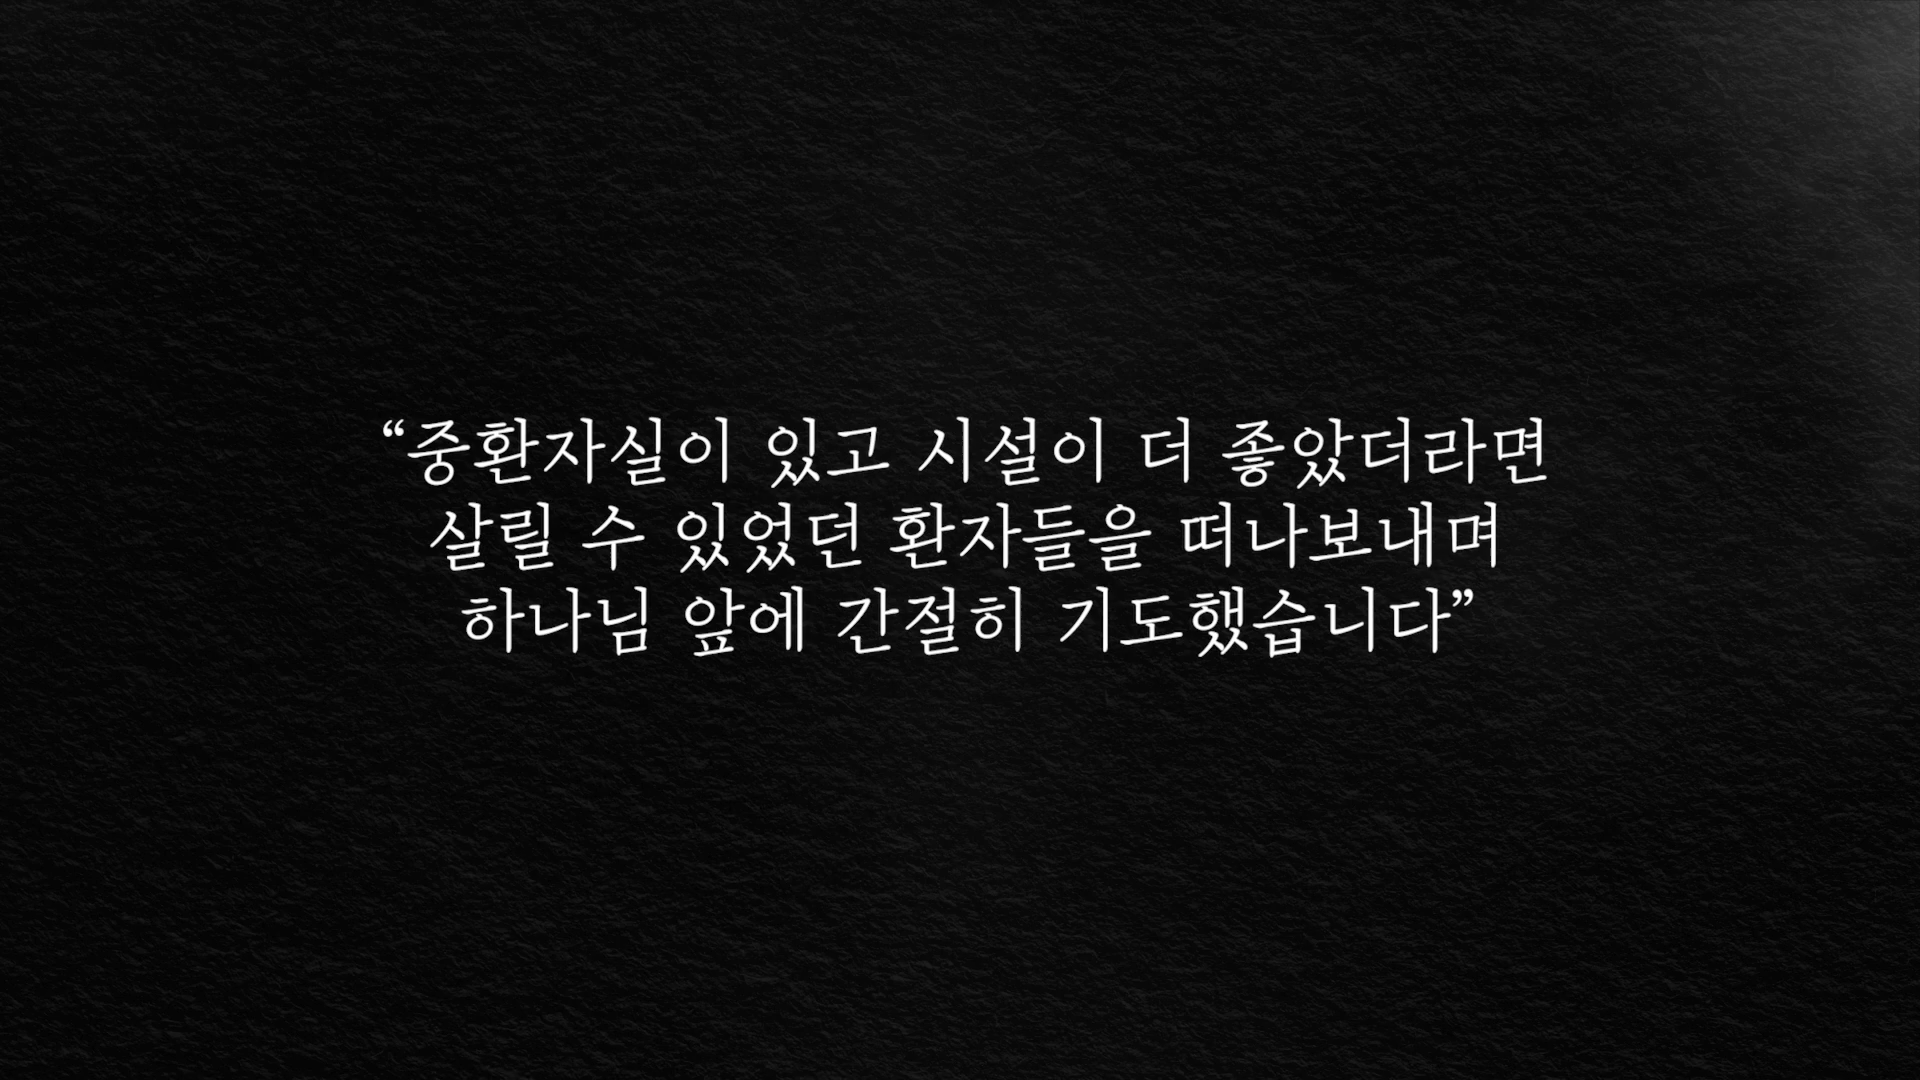 “중환자실이 있고 시설이 더 좋았더라면
살릴 수 있었던 환자들을 떠나보내며
하나님 앞에 간절히 기도했습니다”